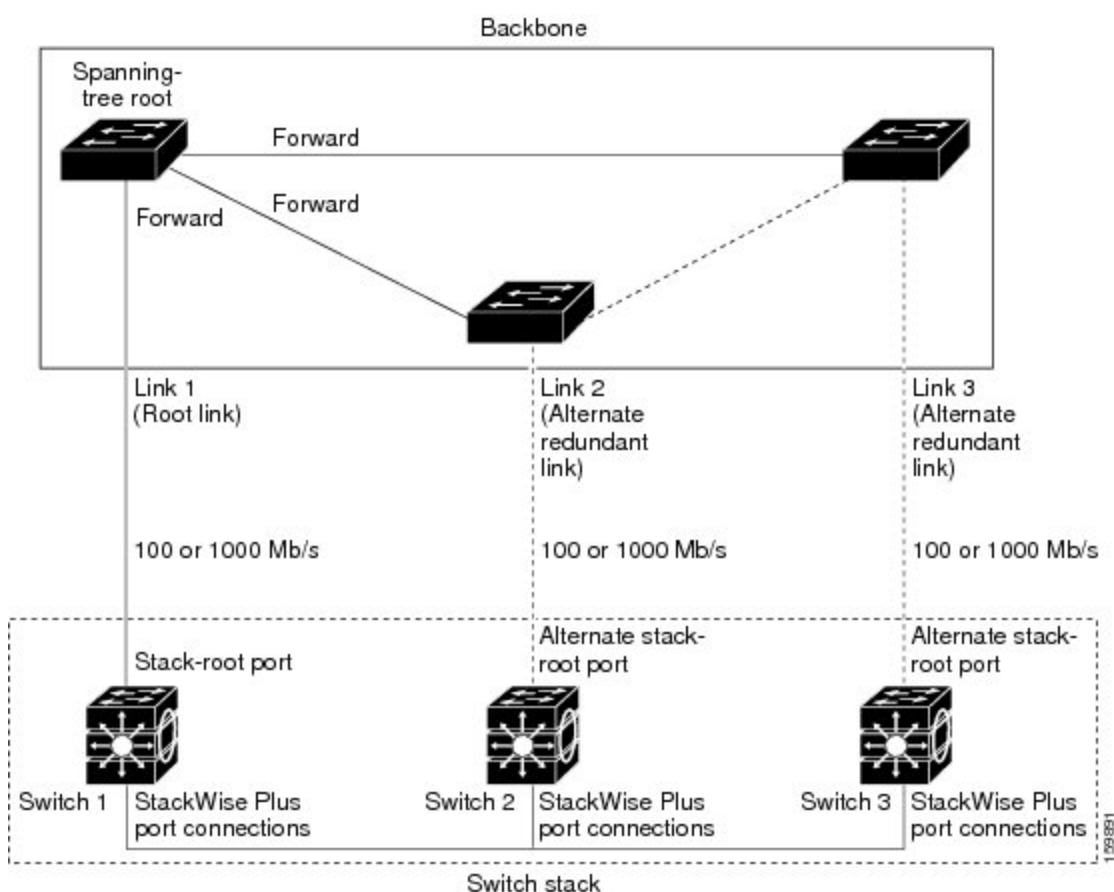 Backbone
Spanning-
tree root
Forward
Forward
Forward
Link 1
(Root link)
Link 2
(Alternate
redundant
link)
Link 3
(Alternate
redundant
link)
100 or 1000 Mb/s
100 or 1000 Mb/s
100 or 1000 Mb/s
Stack-root port
Alternate stack-
root port
Alternate stack-
root port
Switch 1
StackWise Plus
port connections
Switch 2
StackWise Plus
port connections
Switch 3
StackWise Plus
port connections
Switch stack
159891